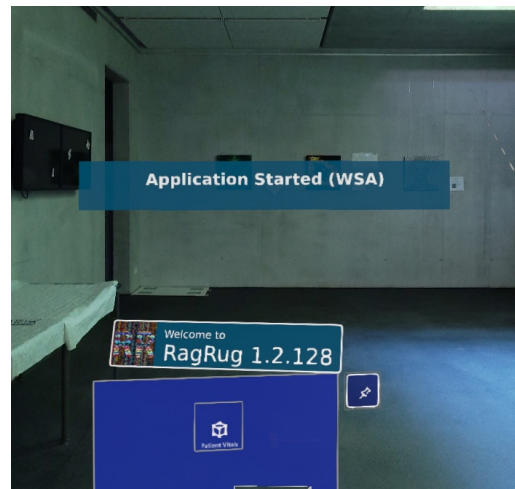 Application Started (WSA)
Welcome to
RagRug 1.2.128
Patient Vitals